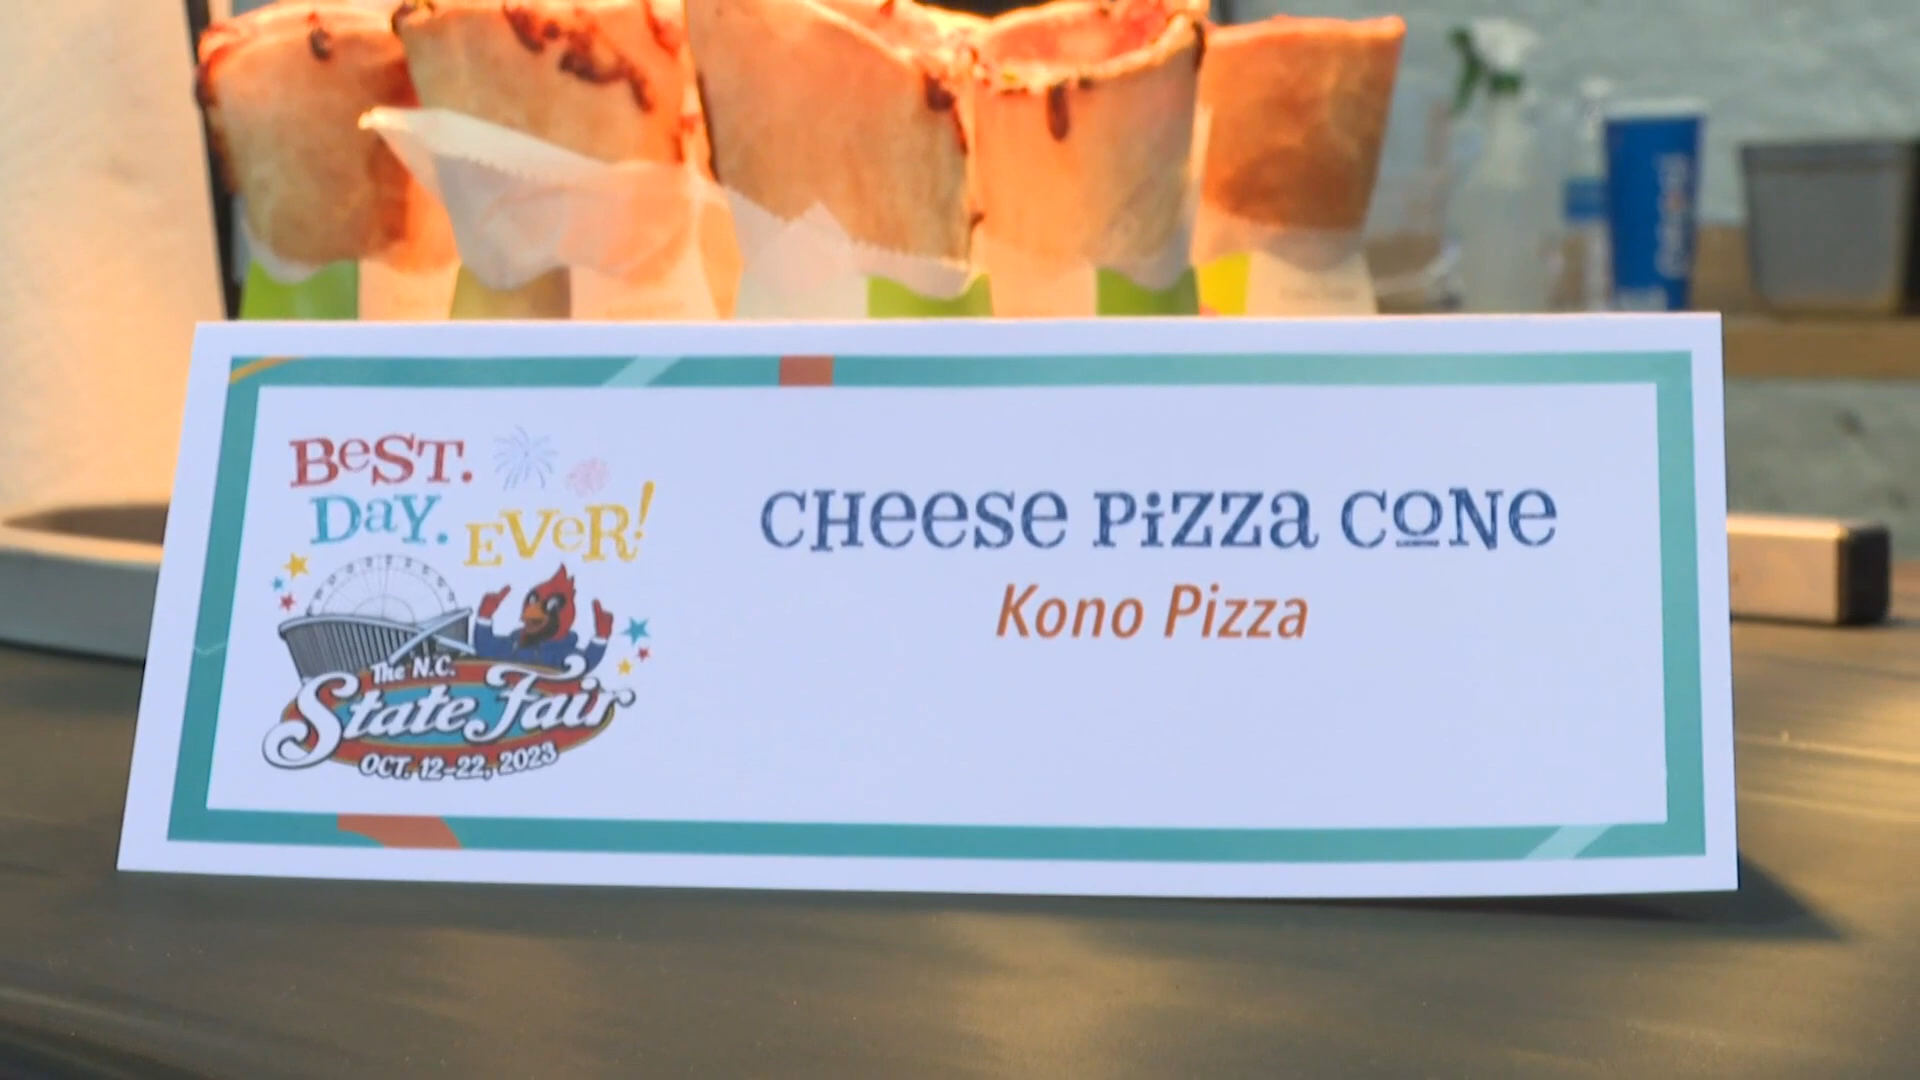 BeST.
DaY.
EVeR!
The N.C.
State Fair
OCT. 12-22, 2023
CHeese PiZZa CoNe
Kono Pizza